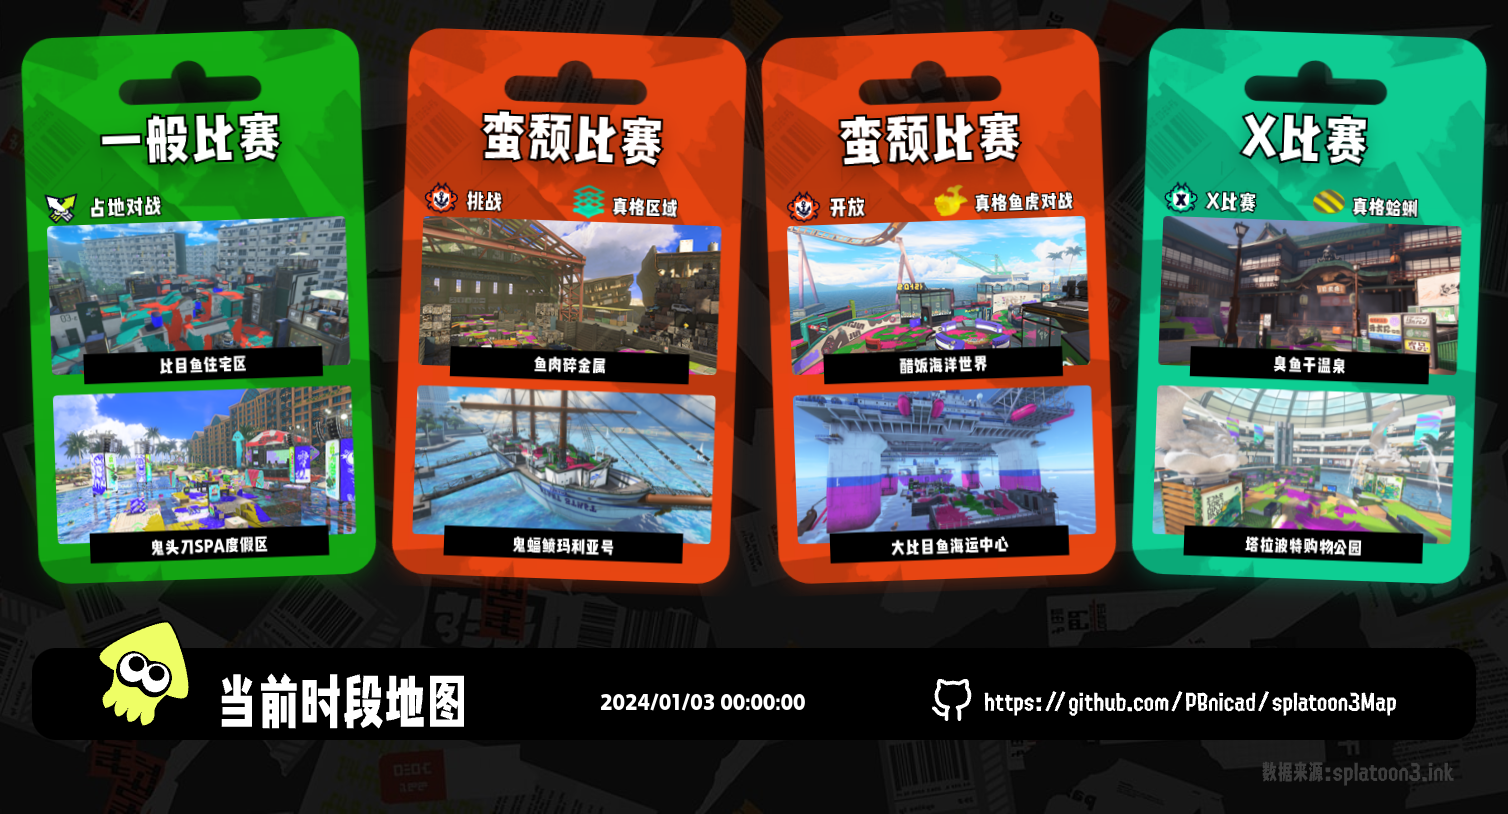 一般比赛
占地对战
比目鱼住宅区
鬼头刀SPA度假区
蛮颓比赛
挑战
真格区域
鱼肉碎金属
鬼蝠鲼玛利亚号
蛮颓比赛
开放
真格鱼虎对战
醋饭海洋世界
大比目鱼海运中心
X比赛
X比赛
真格蛤蜊
臭鱼干温泉
塔拉波特购物公园
当前时段地图
2024/01/03 00:00:00
https://github.com/PBnicad/splatoon3Map
数据来源:splatoon3.ink